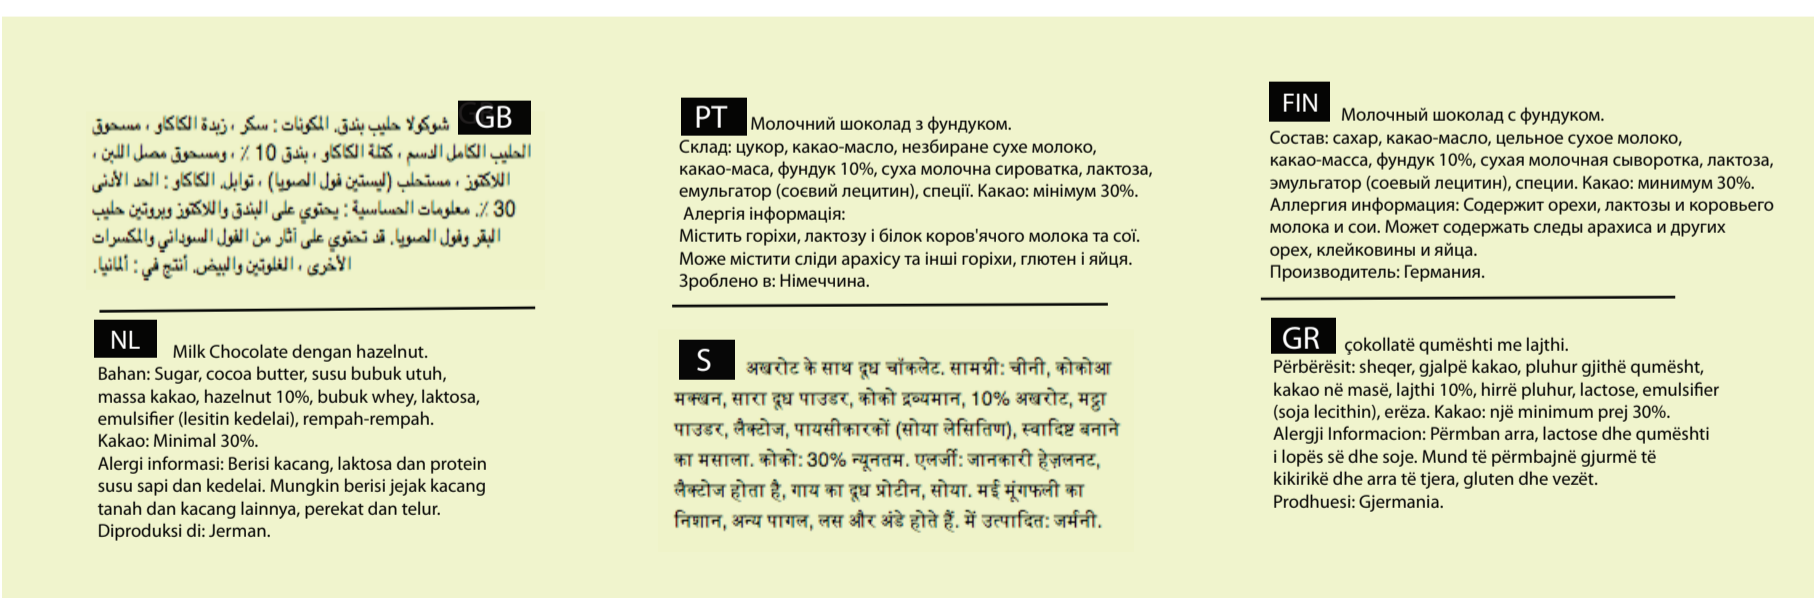 GB شوكولا حليب بندق. المكونات : سكر ، زبدة الكاكاو ، مسحوق
الحليب الكامل الدسم ، كتلة الكاكاو ، بندق 10 ٪ ، ومسحوق مصل اللبن ،
اللاكتوز ، مستحلب (ليستين فول الصويا) ، توابل. الكاكاو : الحد الأدنى
30 ٪. معلومات الحساسية : يحتوي على البندق واللاكتوز وبروتين حليب
البقر وفول الصويا. قد تحتوي على آثار من الفول السوداني والمكسرات
الأخرى ، الغلوتين والبيض. أنتج في : ألمانيا.
NL Milk Chocolate dengan hazelnut.
Bahan: Sugar, cocoa butter, susu bubuk utuh,
massa kakao, hazelnut 10%, bubuk whey, laktosa,
emulsifier (lesitin kedelai), rempah-rempah.
Kakao: Minimal 30%.
Alergi informasi: Berisi kacang, laktosa dan protein
susu sapi dan kedelai. Mungkin berisi jejak kacang
tanah dan kacang lainnya, perekat dan telur.
Diproduksi di: Jerman.
PT Молочний шоколад з фундуком.
Склад: цукор, какао-масло, незбиране сухе молоко,
какао-маса, фундук 10%, суха молочна сироватка, лактоза,
емульгатор (соєвий лецитин), спеції. Какао: мінімум 30%.
Алергія інформація:
Містить горіхи, лактозу і білок коров'ячого молока та сої.
Може містити сліди арахісу та інші горіхи, глютен і яйця.
Зроблено в: Німеччина.
S अखरोट के साथ दूध चॉकलेट. सामग्री: चीनी, कोकोआ
मक्खन, सारा दूध पाउडर, कोको द्रव्यमान, 10% अखरोट, मट्ठा
पाउडर, लैक्टोज, पायसीकारकों (सोया लेसितिण), स्वादिष्ट बनाने
का मसाला. कोको: 30% न्यूनतम. एलर्जी: जानकारी हेज़लनट,
लैक्टोज होता है, गाय का दूध प्रोटीन, सोया. मई मूंगफली का
निशान, अन्य पागल, लस और अंडे होते हैं. में उत्पादित: जर्मनी.
FIN Молочный шоколад с фундуком.
Состав: сахар, какао-масло, цельное сухое молоко,
какао-масса, фундук 10%, сухая молочная сыворотка, лактоза,
эмульгатор (соевый лецитин), специи. Какао: минимум 30%.
Аллергия информация: Содержит орехи, лактозы и коровьего
молока и сои. Может содержать следы арахиса и других
орех, клейковины и яйца.
Производитель: Германия.
GR çokollatë qumështi me lajthi.
Përbërësit: sheqer, gjalpë kakao, pluhur gjithë qumësht,
kakao në masë, lajthi 10%, hirrë pluhur, lactose, emulsifier
(soja lecithin), erëza. Kakao: një minimum prej 30%.
Alergji Informacion: Përmban arra, lactose dhe qumështi
i lopës së dhe soje. Mund të përmbajnë gjurmë të
kikirikë dhe arra të tjera, gluten dhe vezët.
Prodhuesi: Gjermania.